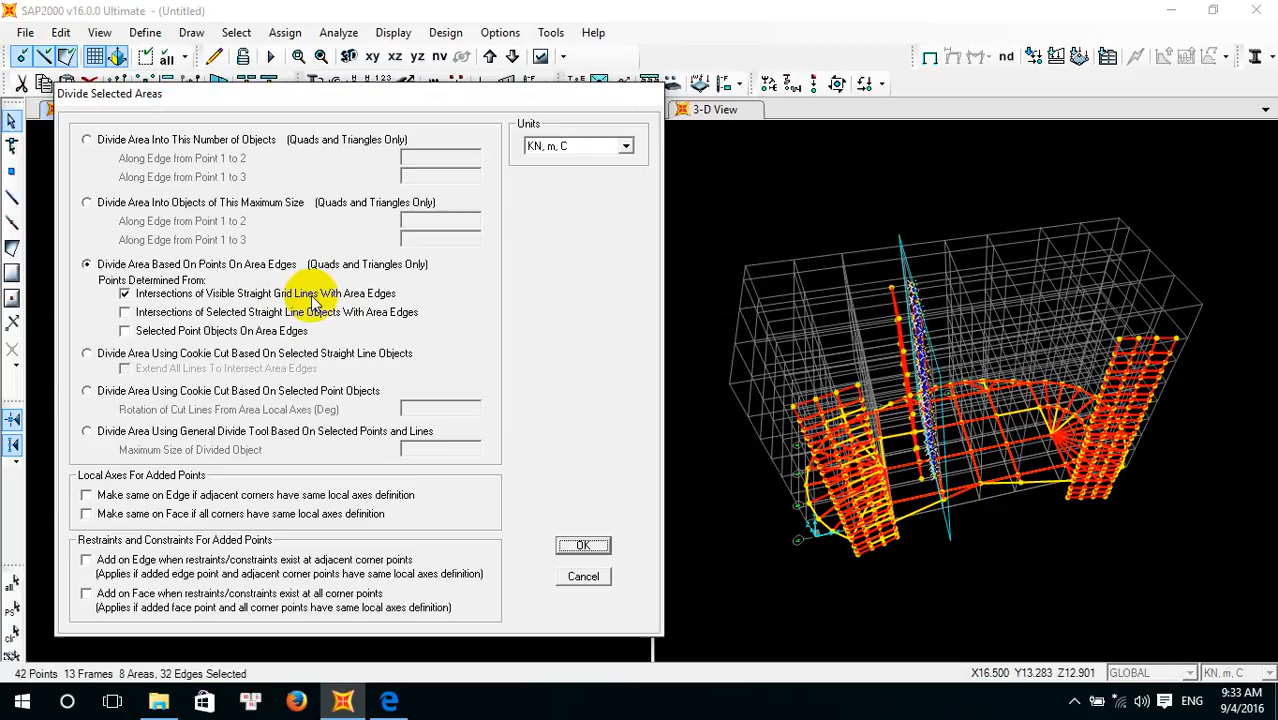 SAP2000 v16.0.0 Ultimate - (Untitled)
File Edit View Define Draw Select Assign Analyze Display Design Options Tools Help
all 3D xy xz yz nv nd
Divide Selected Areas
3-D View
Divide Area Into This Number of Objects (Quads and Triangles Only)
Along Edge from Point 1 to 2
Along Edge from Point 1 to 3
Units
KN, m, C
Divide Area Into Objects of This Maximum Size (Quads and Triangles Only)
Along Edge from Point 1 to 2
Along Edge from Point 1 to 3
Divide Area Based On Points On Area Edges (Quads and Triangles Only)
Points Determined From:
Intersections of Visible Straight Grid Lines With Area Edges
Intersections of Selected Straight Line Objects With Area Edges
Selected Point Objects On Area Edges
Divide Area Using Cookie Cut Based On Selected Straight Line Objects
Extend All Lines To Intersect Area Edges
Divide Area Using Cookie Cut Based On Selected Point Objects
Rotation of Cut Lines From Area Local Axes (Deg)
Divide Area Using General Divide Tool Based On Selected Points and Lines
Maximum Size of Divided Object
Local Axes For Added Points
Make same on Edge if adjacent corners have same local axes definition
Make same on Face if all corners have same local axes definition
Restraints and Constraints For Added Points
Add on Edge when restraints/constraints exist at adjacent corner points
(Applies if added edge point and adjacent corner points have same local axes definition)
Add on Face when restraints/constraints exist at all corner points
(Applies if added face point and all corner points have same local axes definition)
OK
Cancel
all
PS
clr
42 Points 13 Frames 8 Areas, 32 Edges Selected
X16.500 Y13.283 Z12.901
GLOBAL
KN, m, C
ENG
9:33 AM
9/4/2016